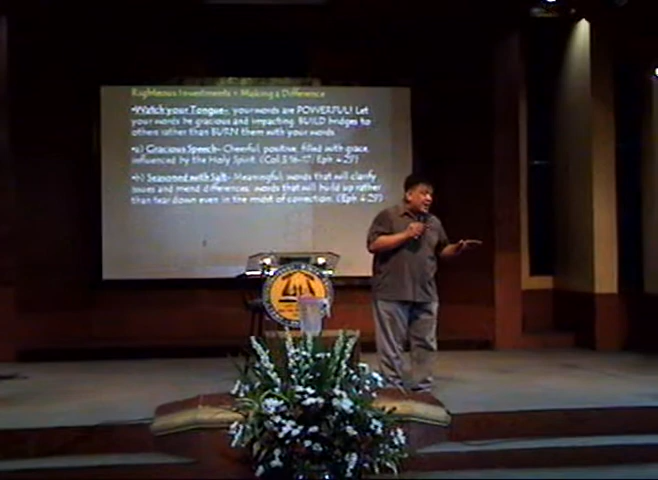 Righteous Investments = Making a Difference
•Watch your Tongue- your words are POWERFUL! Let
your words be gracious and impacting. BUILD bridges to
others rather than BURN them with your words.
•a) Gracious Speech- Cheerful, positive, filled with grace,
influenced by the Holy Spirit. (Col 3:16-17; Eph 4:29)
•b) Seasoned with Salt- Meaningful; words that will clarify
issues and mend differences; words that will build up rather
than tear down even in the midst of correction. (Eph 4:29)